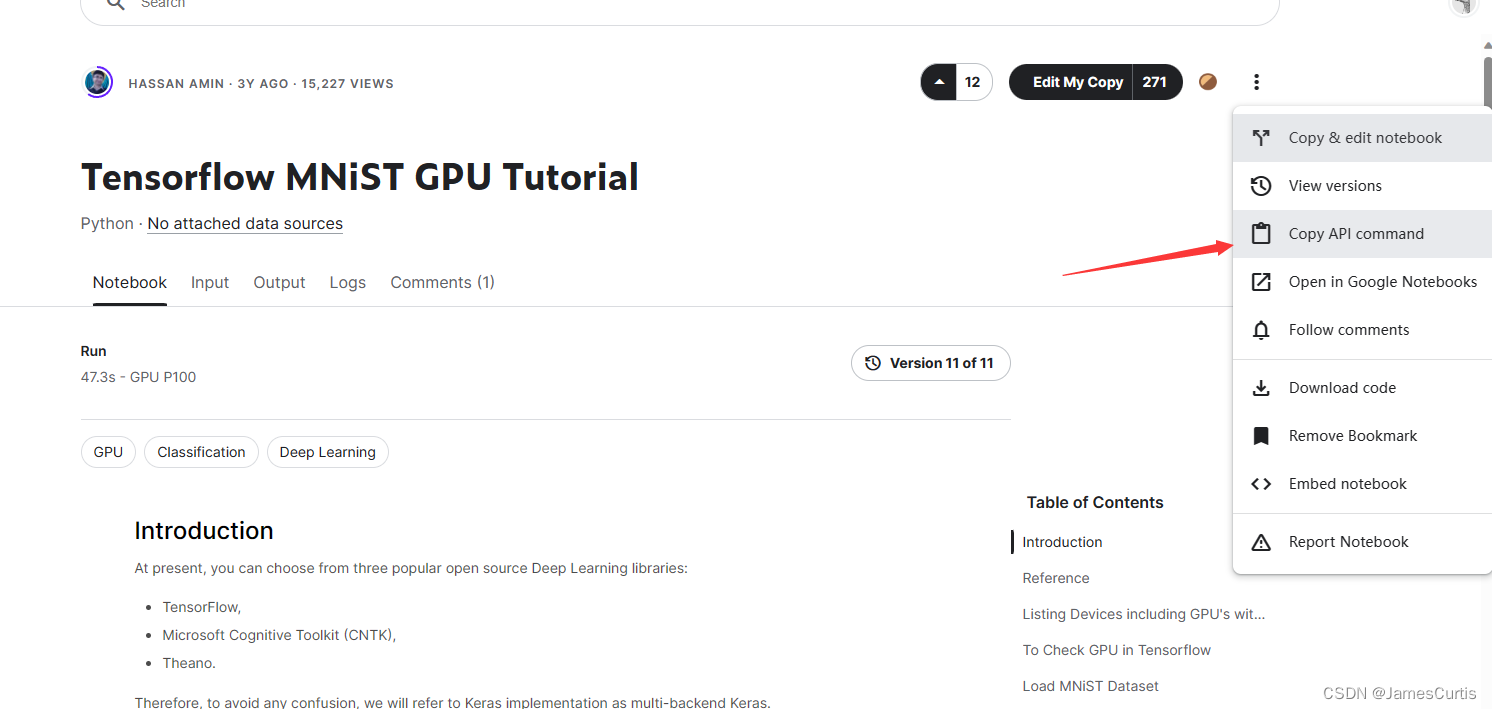 Search
HASSAN AMIN · 3Y AGO · 15,227 VIEWS
12
Edit My Copy 271
Copy & edit notebook
View versions
Copy API command
Open in Google Notebooks
Follow comments
Download code
Remove Bookmark
Embed notebook
Report Notebook
Tensorflow MNiST GPU Tutorial
Python · No attached data sources
Notebook Input Output Logs Comments (1)
Run
47.3s - GPU P100
Version 11 of 11
GPU Classification Deep Learning
Introduction
At present, you can choose from three popular open source Deep Learning libraries:
• TensorFlow,
• Microsoft Cognitive Toolkit (CNTK),
• Theano.
Therefore, to avoid any confusion, we will refer to Keras implementation as multi-backend Keras.
Table of Contents
Introduction
Reference
Listing Devices including GPU's wit...
To Check GPU in Tensorflow
Load MNiST Dataset
CSDN @JamesCurtis